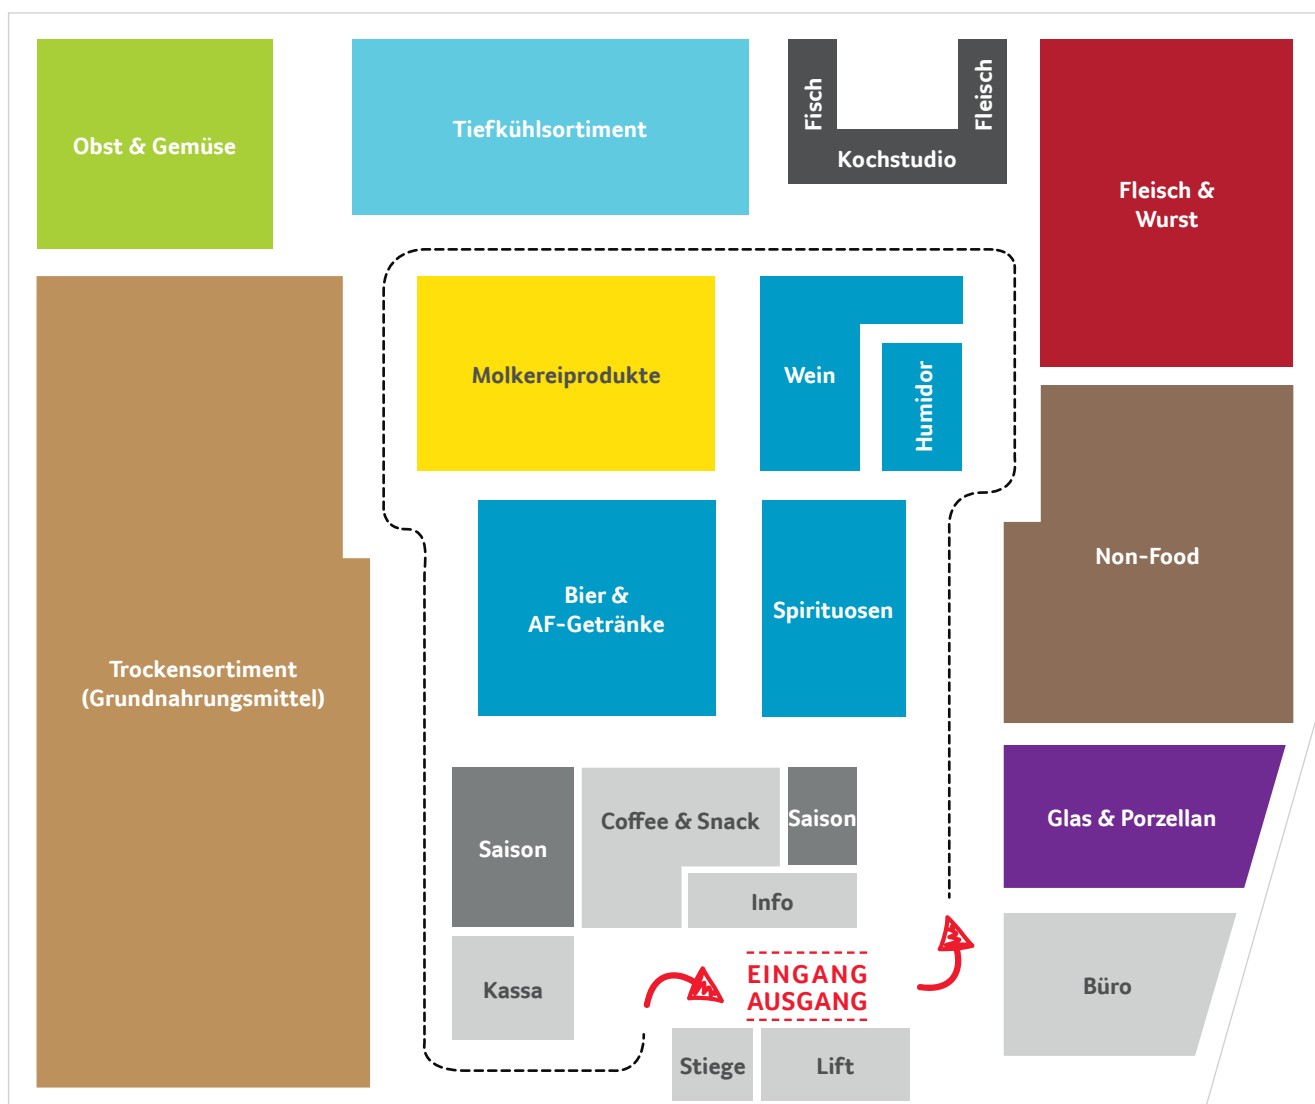 Obst & Gemüse
Tiefkühlsortiment
Fisch
Fleisch
Kochstudio
Fleisch &
Wurst
Molkereiprodukte
Wein
Humidor
Non-Food
Bier &
AF-Getränke
Spirituosen
Trockensortiment
(Grundnahrungsmittel)
Saison
Coffee & Snack
Saison
Glas & Porzellan
Info
Kassa
EINGANG
AUSGANG
Büro
Stiege
Lift